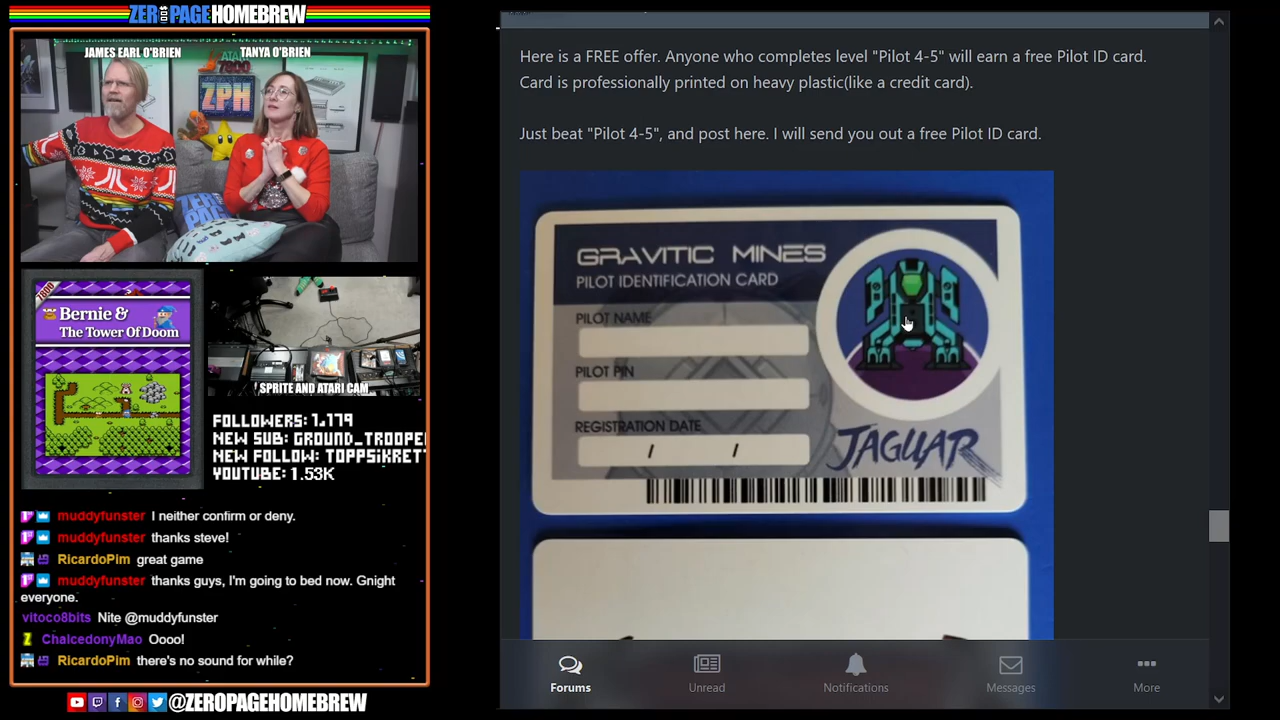 ZER0PAGEHOMEBREW
JAMES EARL O'BRIEN
TANYA O'BRIEN
ZPH
7800
Bernie &
The Tower Of Doom
SPRITE AND ATARI CAM
FOLLOWERS: 1,179
NEW SUB: GROUND_TROOPE
NEW FOLLOW: TOPPSIKRET
YOUTUBE: 1.53K
muddyfunster I neither confirm or deny.
muddyfunster thanks steve!
RicardoPim great game
muddyfunster thanks guys, I'm going to bed now. Gnight
everyone.
vitoco8bits Nite @muddyfunster
ChalcedonyMao Oooo!
RicardoPim there's no sound for while?
@ZEROPAGEHOMEBREW
Here is a FREE offer. Anyone who completes level "Pilot 4-5" will earn a free Pilot ID card.
Card is professionally printed on heavy plastic(like a credit card).
Just beat "Pilot 4-5", and post here. I will send you out a free Pilot ID card.
GRAVITIC MINES
PILOT IDENTIFICATION CARD
PILOT NAME
PILOT PIN
REGISTRATION DATE
/ /
JAGUAR
Forums
Unread
Notifications
Messages
More